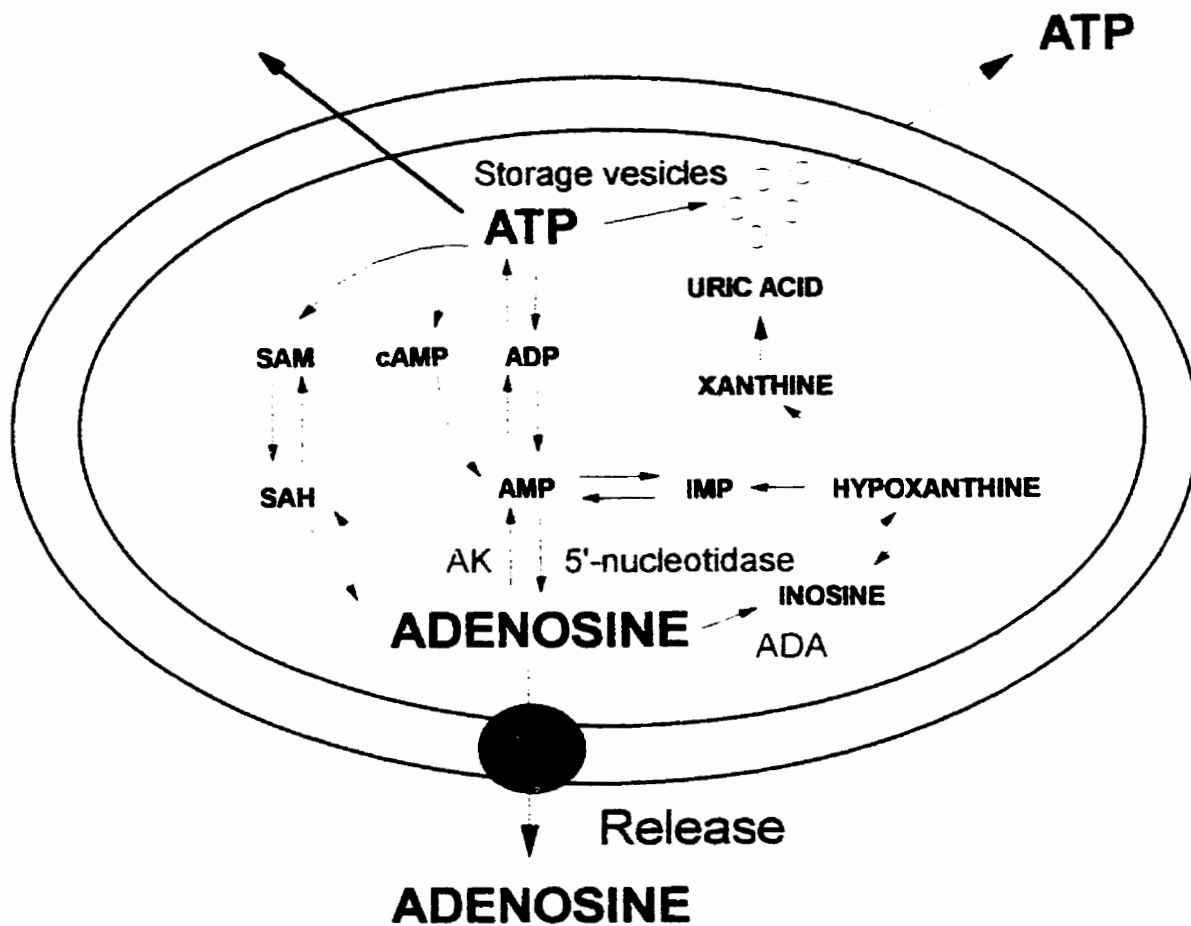 ATP
Storage vesicles
ATP
URIC ACID
SAM cAMP ADP
XANTHINE
SAH AMP IMP HYPOXANTHINE
AK 5'-nucleotidase
INOSINE
ADENOSINE
ADA
Release
ADENOSINE